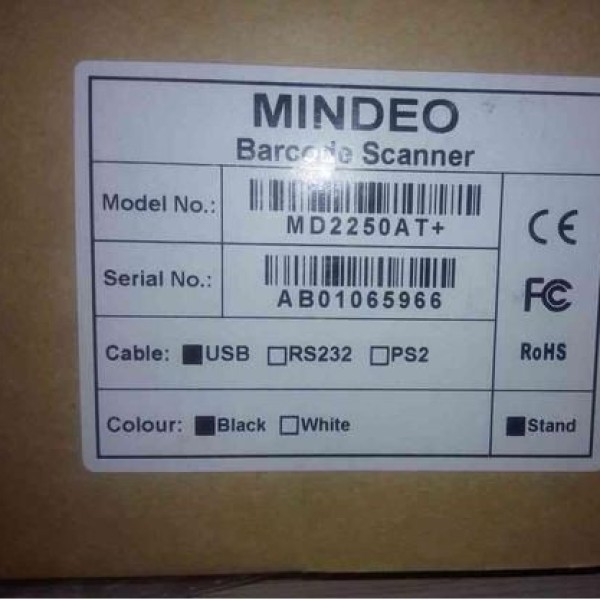 MINDEO
Barcode Scanner
Model No.:
MD2250AT+
Serial No.:
AB01065966
CE
FC
Cable: ■USB □RS232 □PS2
RoHS
Colour: ■Black □White
■Stand